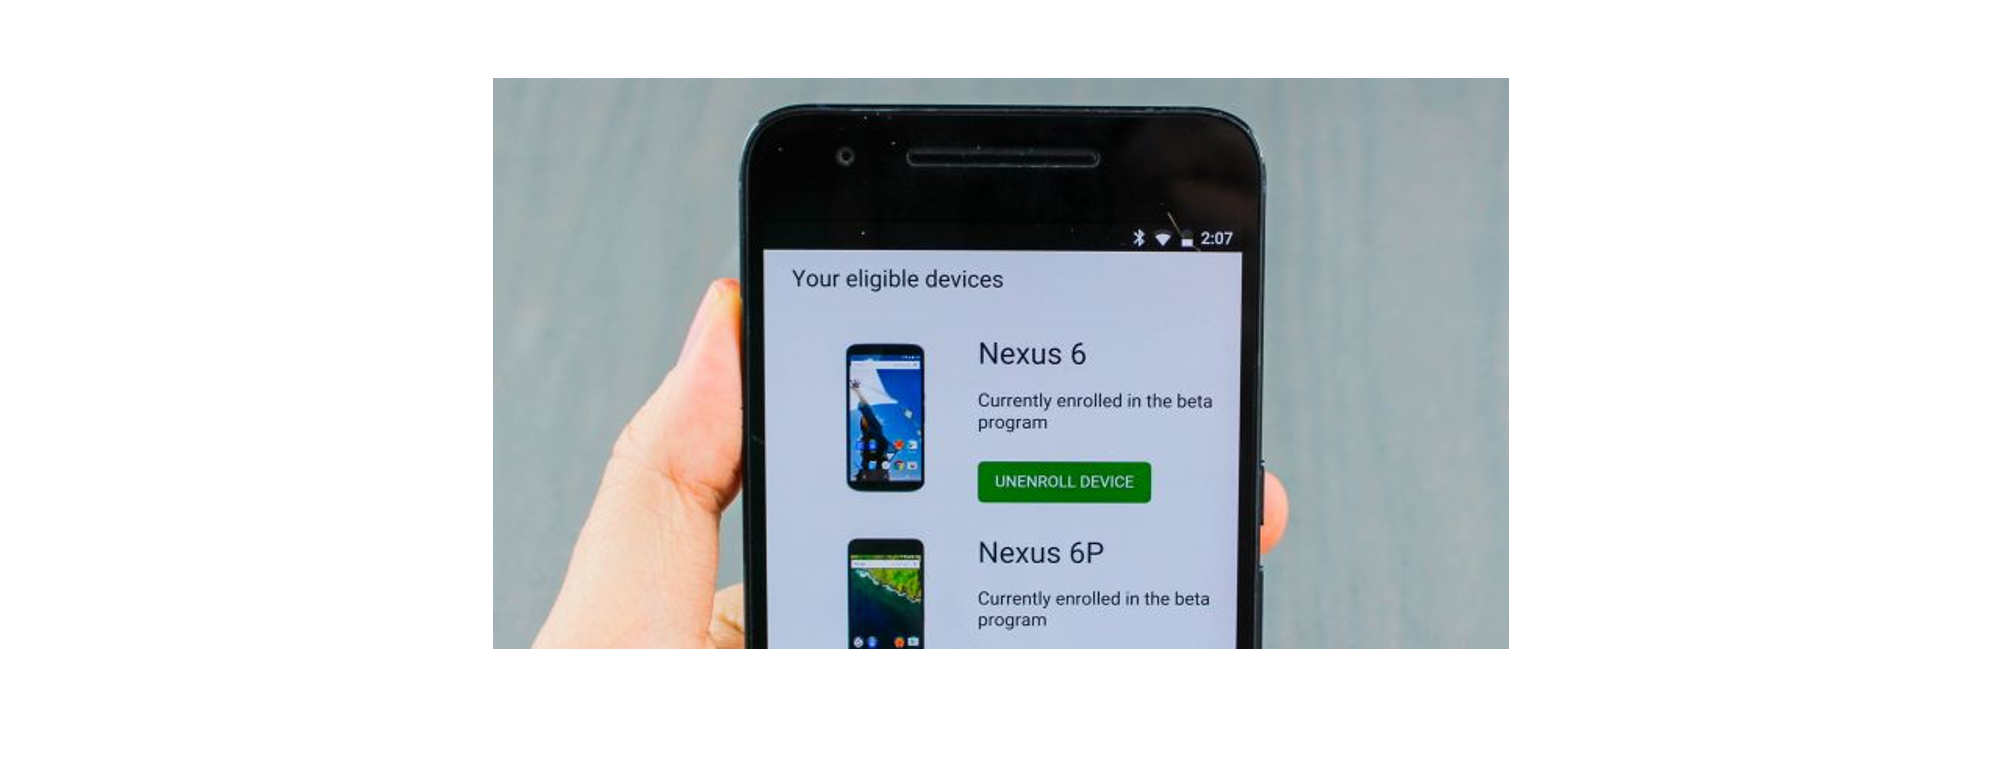 2:07
Your eligible devices
Nexus 6
Currently enrolled in the beta
program
UNENROLL DEVICE
Nexus 6P
Currently enrolled in the beta
program